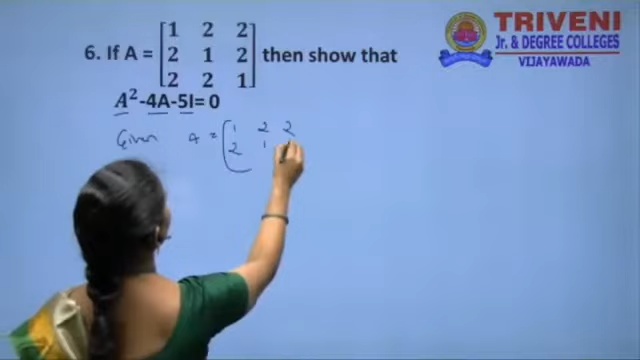 6. If A = [1 2 2
2 1 2
2 2 1] then show that
A²-4A-5I= 0
Given A = [1 2 2
2 1
TRIVENI
Jr. & DEGREE COLLEGES
VIJAYAWADA